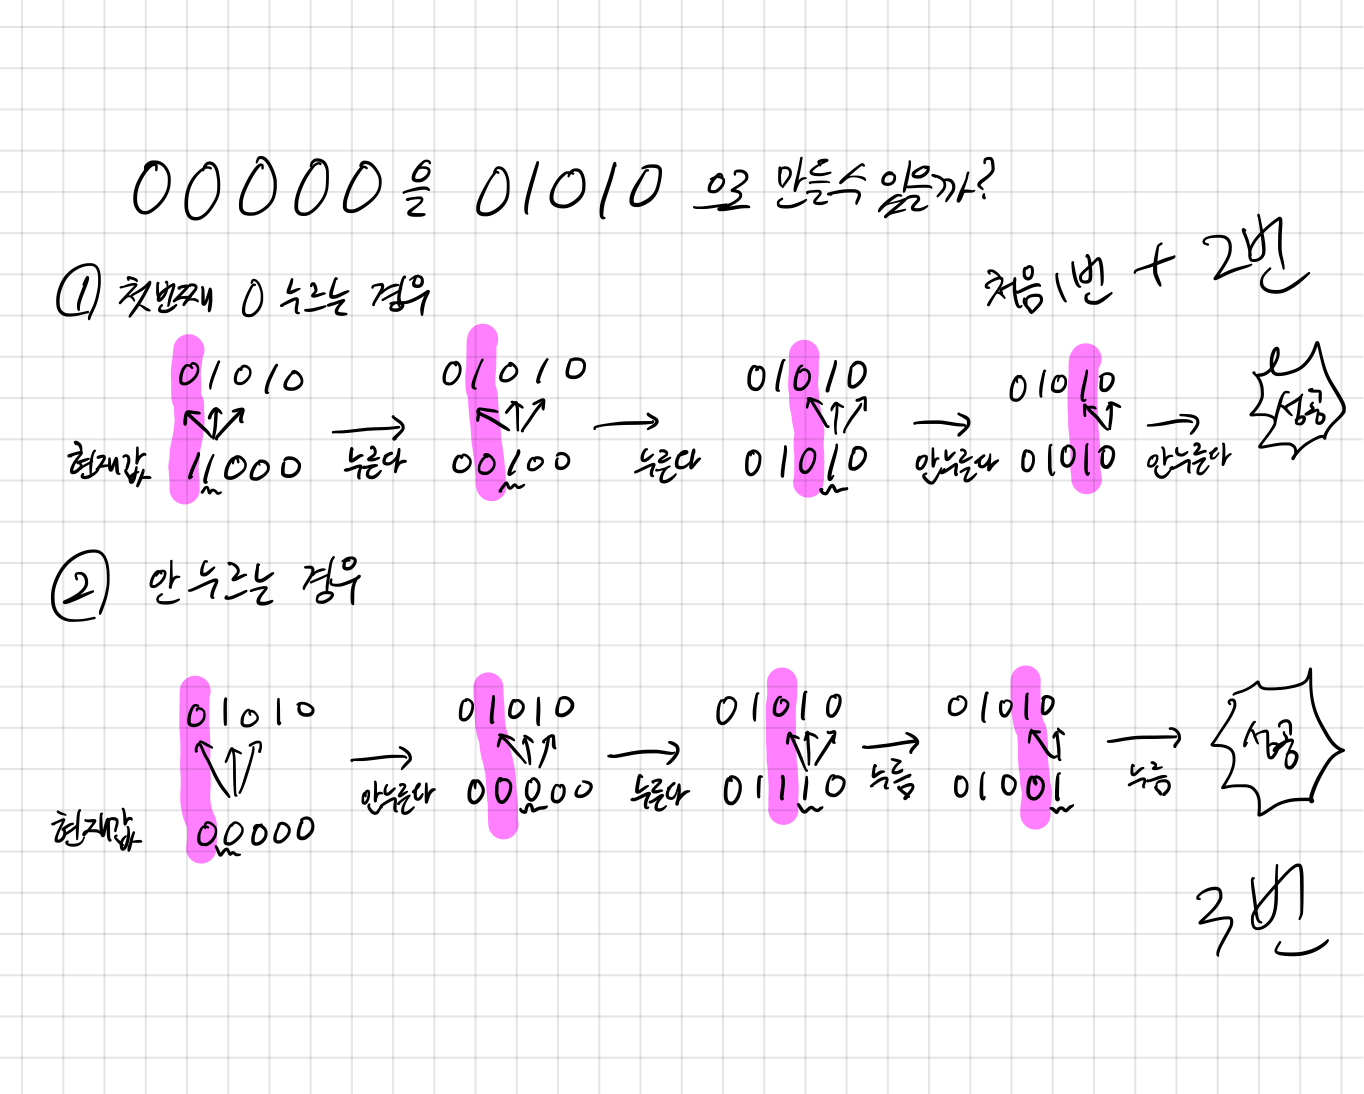 00000을 01010 으로 만들수 있을까?
① 첫번째 0 누르는 경우
처음 1번 + 2번
01010 01010 01010 01010
성공
현재값 11000 누른다 00100 누른다 01010 안누른다 01010 안누른다
② 안 누르는 경우
01010 01010 01010 01010
성공
안누른다 00000 누른다 01110 누름 01001 누름
현재값 00000
3번